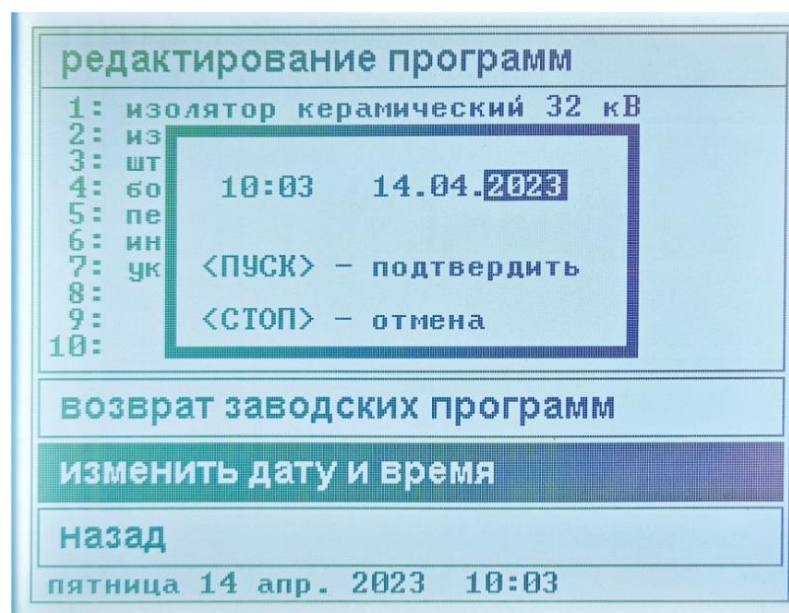 редактирование программ
1: изолятор керамический 32 кВ
2: из
3: шт
4: бо
5: пе
6: ин
7: ук
8:
9:
10:
10:03 14.04.2023
<ПУСК> – подтвердить
<СТОП> – отмена
возврат заводских программ
изменить дату и время
назад
пятница 14 апр. 2023 10:03